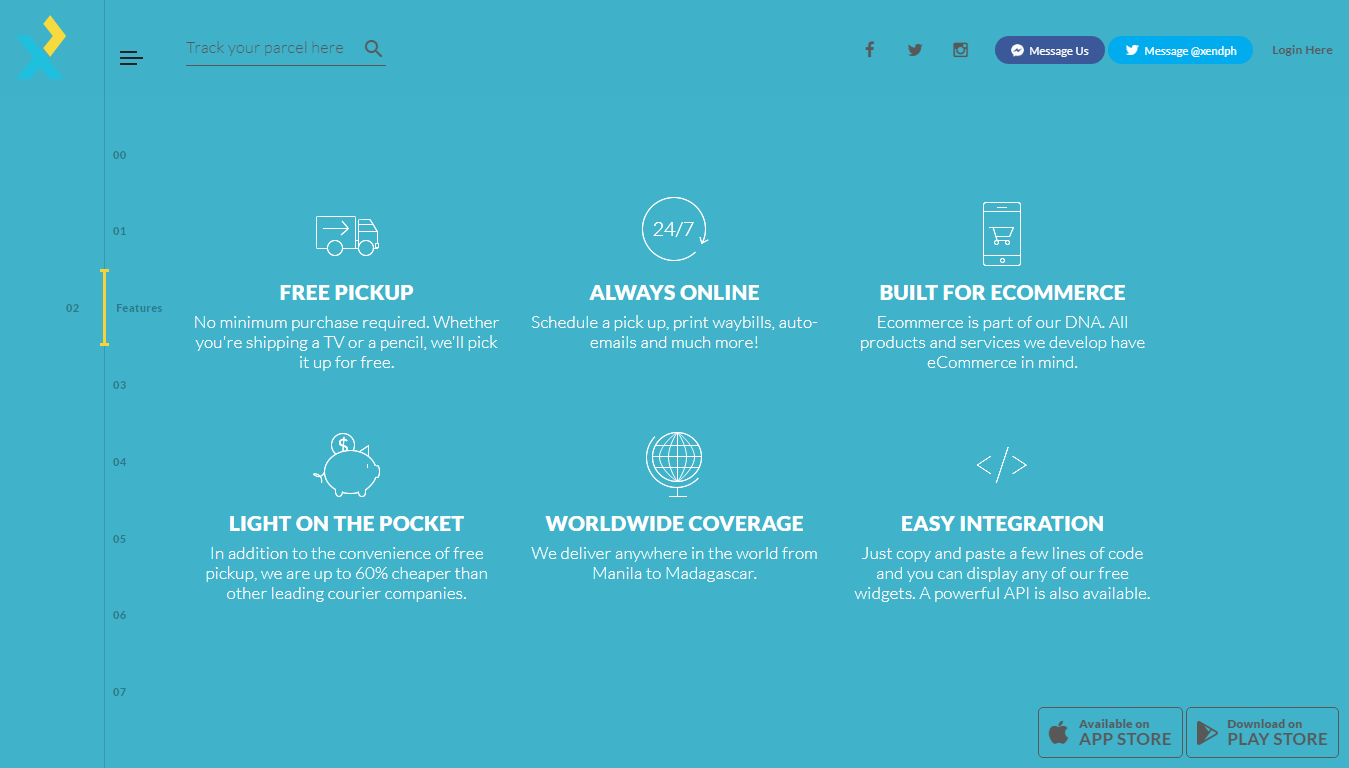 Track your parcel here
Message Us
Message @xendph
Login Here
00
01
02
Features
03
04
05
06
07
24/7
FREE PICKUP
No minimum purchase required. Whether
you're shipping a TV or a pencil, we'll pick
it up for free.
ALWAYS ONLINE
Schedule a pick up, print waybills, auto-
emails and much more!
BUILT FOR ECOMMERCE
Ecommerce is part of our DNA. All
products and services we develop have
eCommerce in mind.
$
LIGHT ON THE POCKET
In addition to the convenience of free
pickup, we are up to 60% cheaper than
other leading courier companies.
WORLDWIDE COVERAGE
We deliver anywhere in the world from
Manila to Madagascar.
</>
EASY INTEGRATION
Just copy and paste a few lines of code
and you can display any of our free
widgets. A powerful API is also available.
Available on
APP STORE
Download on
PLAY STORE